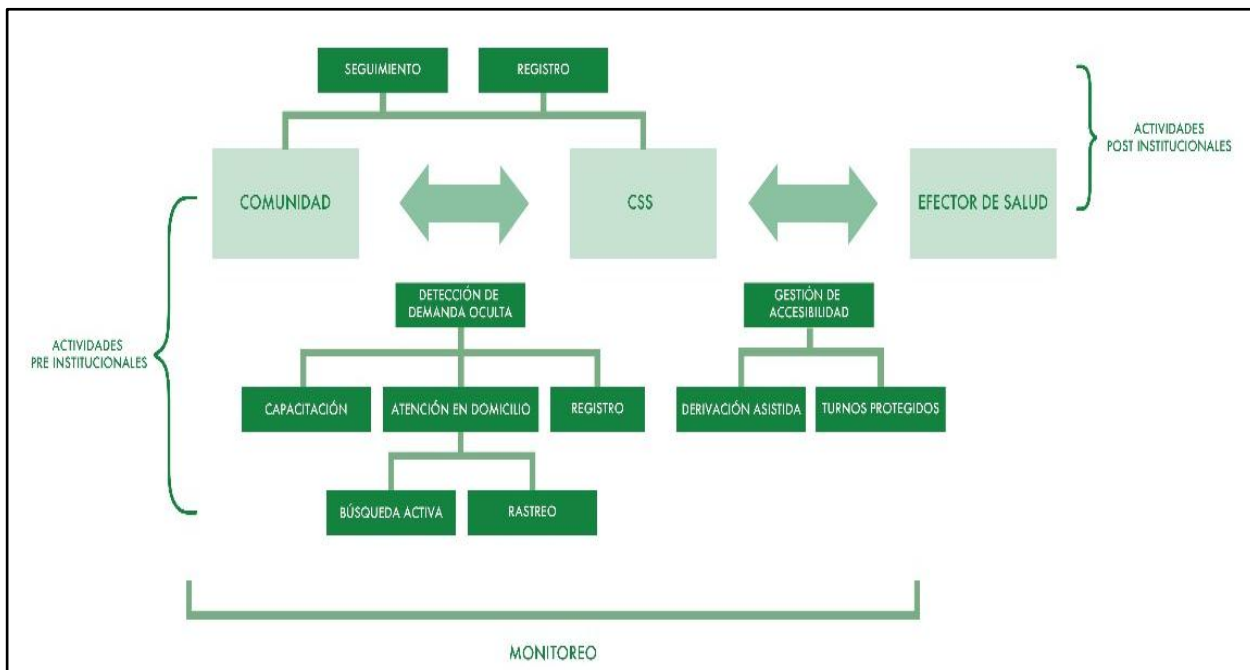 SEGUIMIENTO
REGISTRO
ACTIVIDADES
POST INSTITUCIONALES
COMUNIDAD
CSS
EFECTOR DE SALUD
DETECCIÓN DE
DEMANDA OCULTA
GESTIÓN DE
ACCESIBILIDAD
ACTIVIDADES
PRE INSTITUCIONALES
CAPACITACIÓN
ATENCIÓN EN DOMICILIO
REGISTRO
DERIVACIÓN ASISTIDA
TURNOS PROTEGIDOS
BÚSQUEDA ACTIVA
RASTREO
MONITOREO